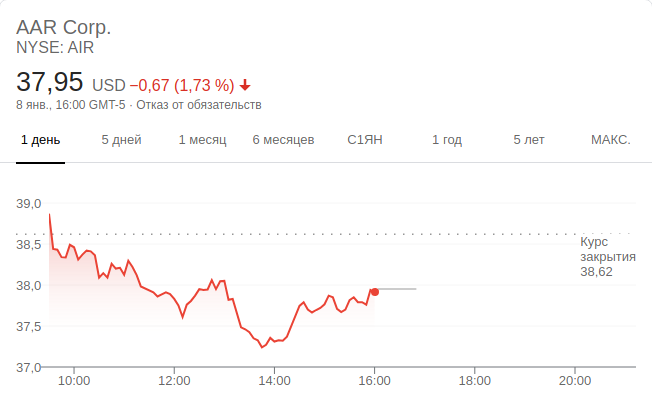 AAR Corp.
NYSE: AIR
37,95 USD −0,67 (1,73 %)
8 янв., 16:00 GMT-5 · Отказ от обязательств
1 день 5 дней 1 месяц 6 месяцев С1ЯН 1 год 5 лет МАКС.
39,0
38,5
Курс
закрытия
38,62
38,0
37,5
37,0
10:00 12:00 14:00 16:00 18:00 20:00